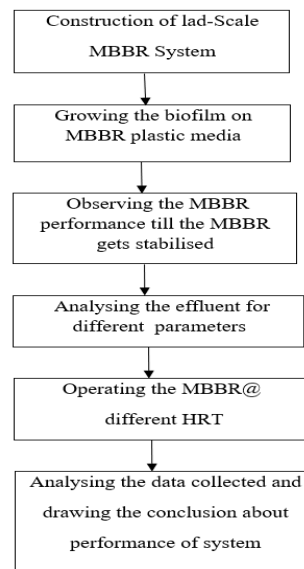 Construction of lad-Scale
MBBR System
Growing the biofilm on
MBBR plastic media
Observing the MBBR
performance till the MBBR
gets stabilised
Analysing the effluent for
different parameters
Operating the MBBR@
different HRT
Analysing the data collected and
drawing the conclusion about
performance of system